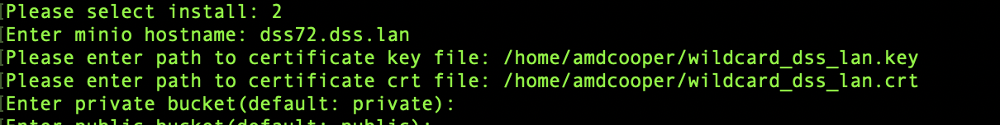 [Please select install: 2
[Enter minio hostname: dss72.dss.lan
[Please enter path to certificate key file: /home/amdcooper/wildcard_dss_lan.key
[Please enter path to certificate crt file: /home/amdcooper/wildcard_dss_lan.crt
[Enter private bucket(default: private):
[Enter public bucket(default: public):